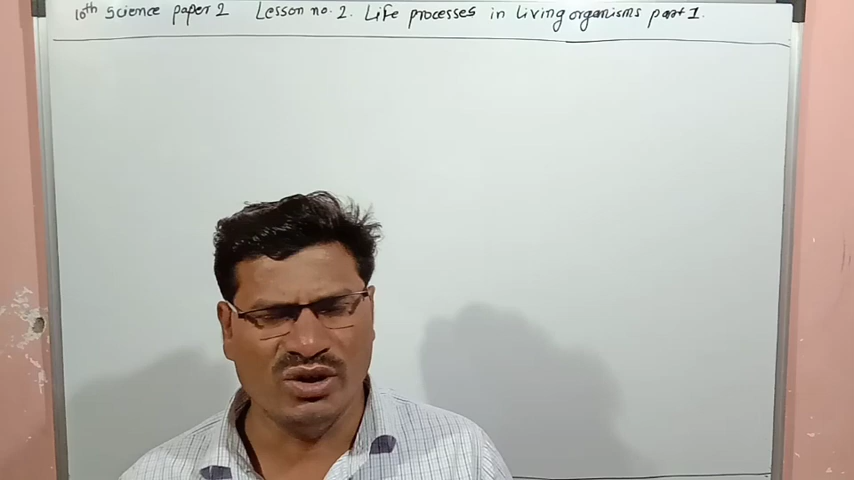 10th Science paper 2 Lesson no. 2. Life processes in living organisms part 1.